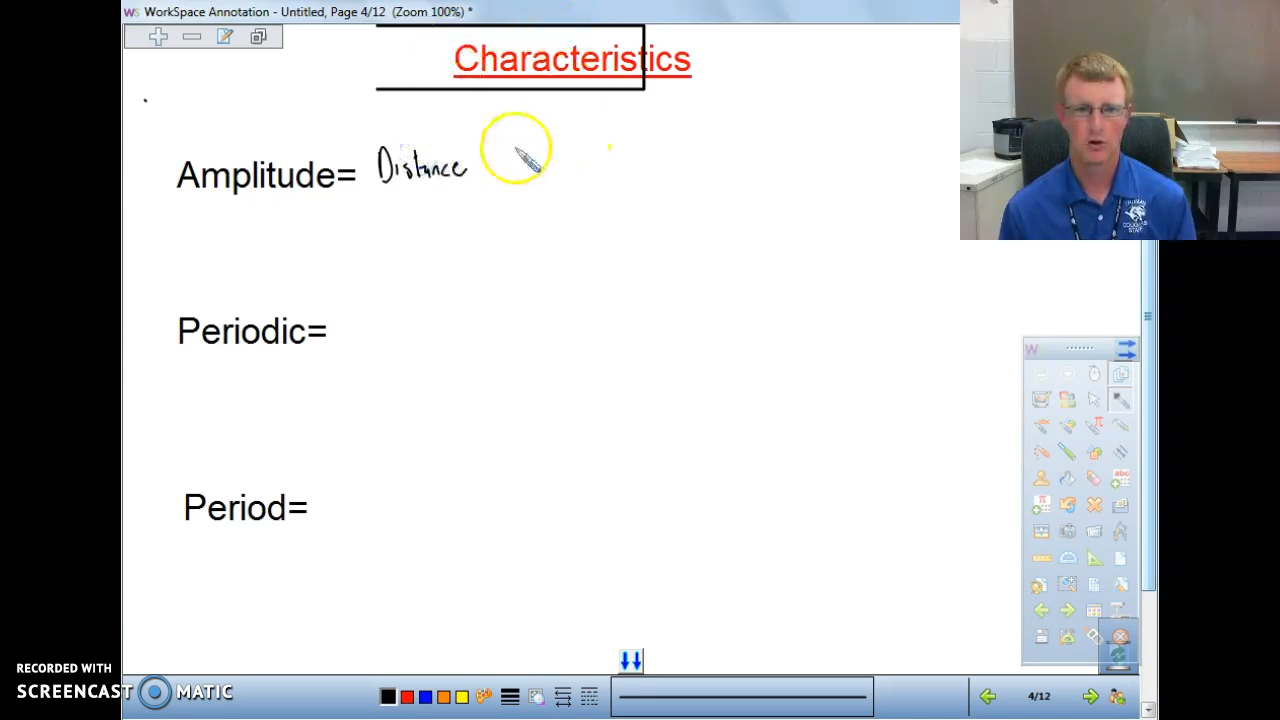 WS WorkSpace Annotation - Untitled, Page 4/12 (Zoom 100%) *
Characteristics
Amplitude= Distance
Periodic=
Period=
RECORDED WITH
SCREENCAST MATIC
4/12